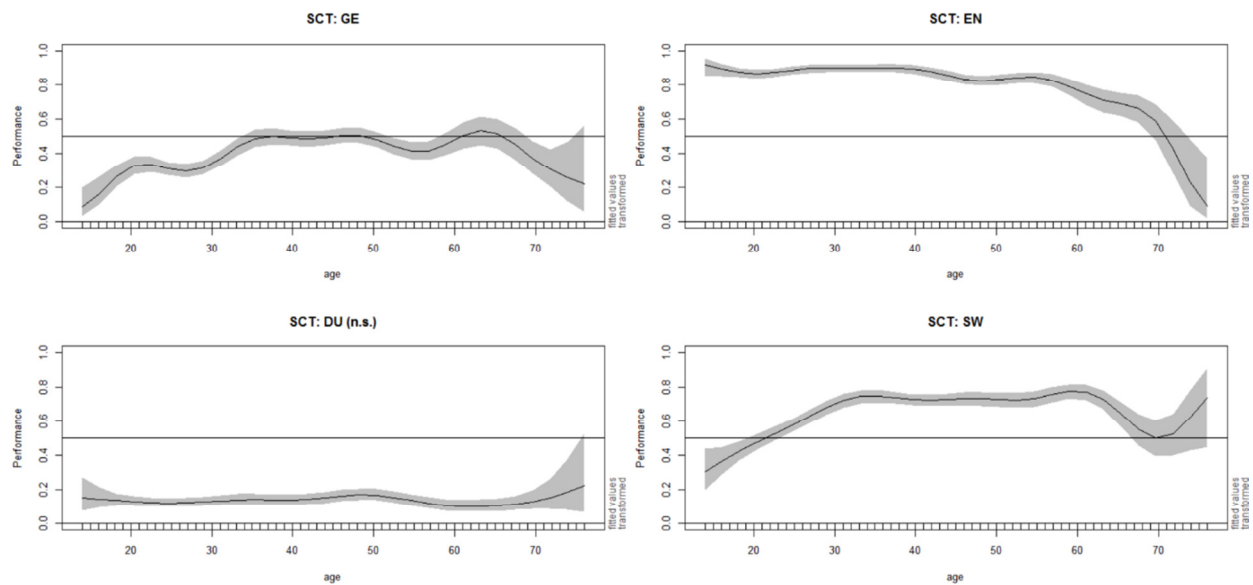 SCT: GE
1.0
0.8
0.6
0.4
0.2
0.0
Performance
fitted values
transformed
20 30 40 50 60 70
age
SCT: EN
1.0
0.8
0.6
0.4
0.2
0.0
Performance
fitted values
transformed
20 30 40 50 60 70
age
SCT: DU (n.s.)
1.0
0.8
0.6
0.4
0.2
0.0
Performance
fitted values
transformed
20 30 40 50 60 70
age
SCT: SW
1.0
0.8
0.6
0.4
0.2
0.0
Performance
fitted values
transformed
20 30 40 50 60 70
age